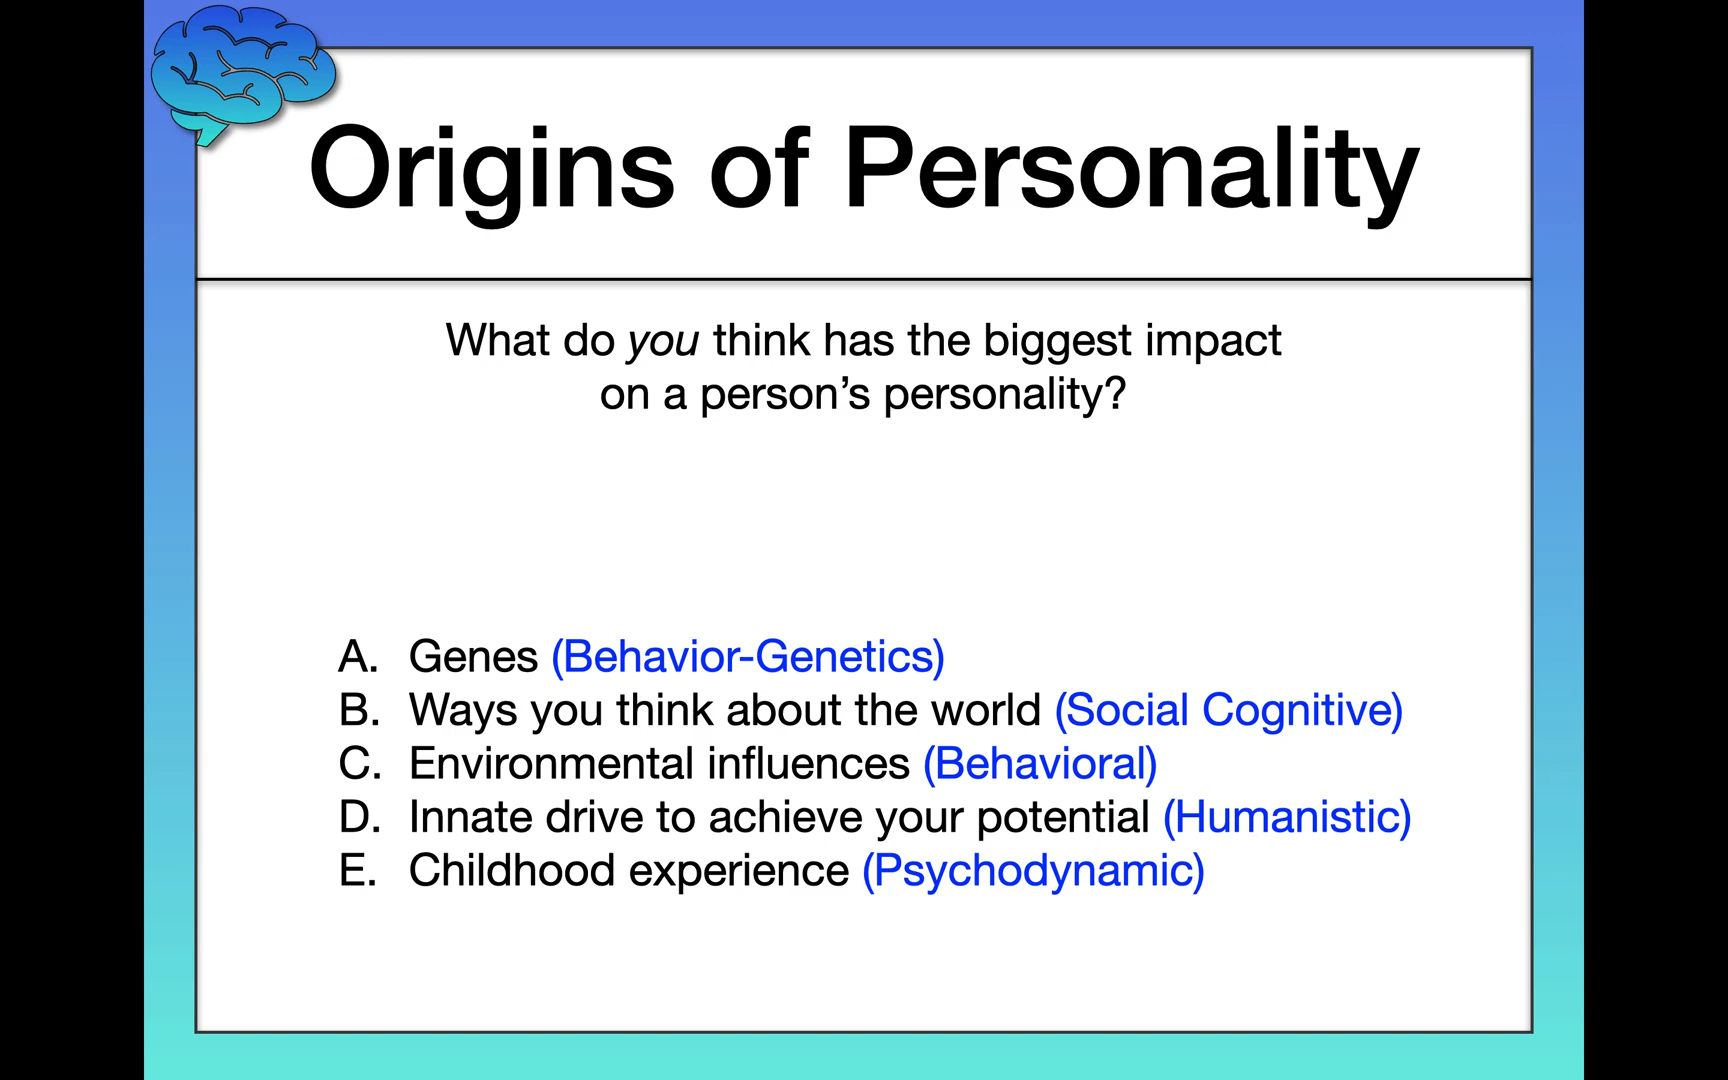 Origins of Personality
What do you think has the biggest impact
on a person’s personality?
A. Genes (Behavior-Genetics)
B. Ways you think about the world (Social Cognitive)
C. Environmental influences (Behavioral)
D. Innate drive to achieve your potential (Humanistic)
E. Childhood experience (Psychodynamic)